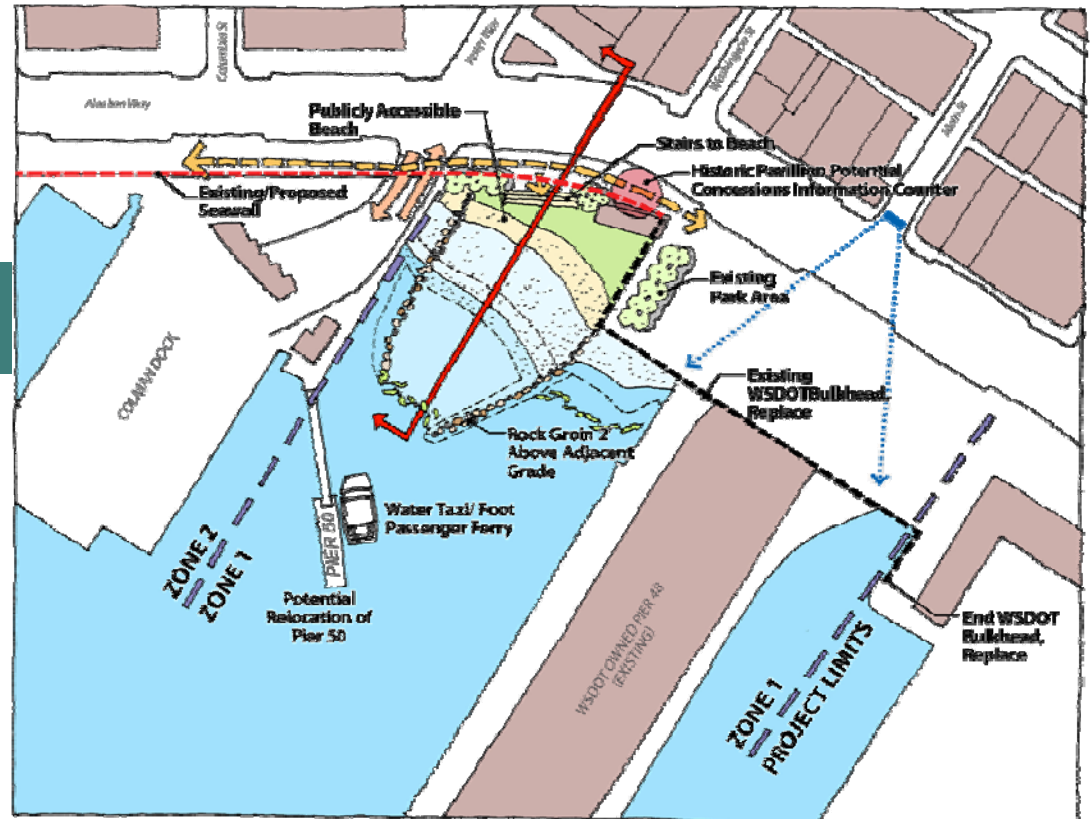 Columbia St
Yesler Way
Washington St
Main St
Alaskan Way
Publicly Accessible
Beach
Stairs to Beach
Historic Pavilion Potential
Concessions Information Counter
Existing/Proposed
Seawall
Existing
Park Area
COLMAN DOCK
Existing
WSDOT Bulkhead,
Replace
Rock Groin 2'
Above Adjacent
Grade
Water Taxi/ Foot
Passenger Ferry
PIER 50
ZONE 2
ZONE 1
Potential
Relocation of
Pier 50
WSDOT OWNED PIER 48
(EXISTING)
End WSDOT
Bulkhead,
Replace
ZONE 1
PROJECT LIMITS